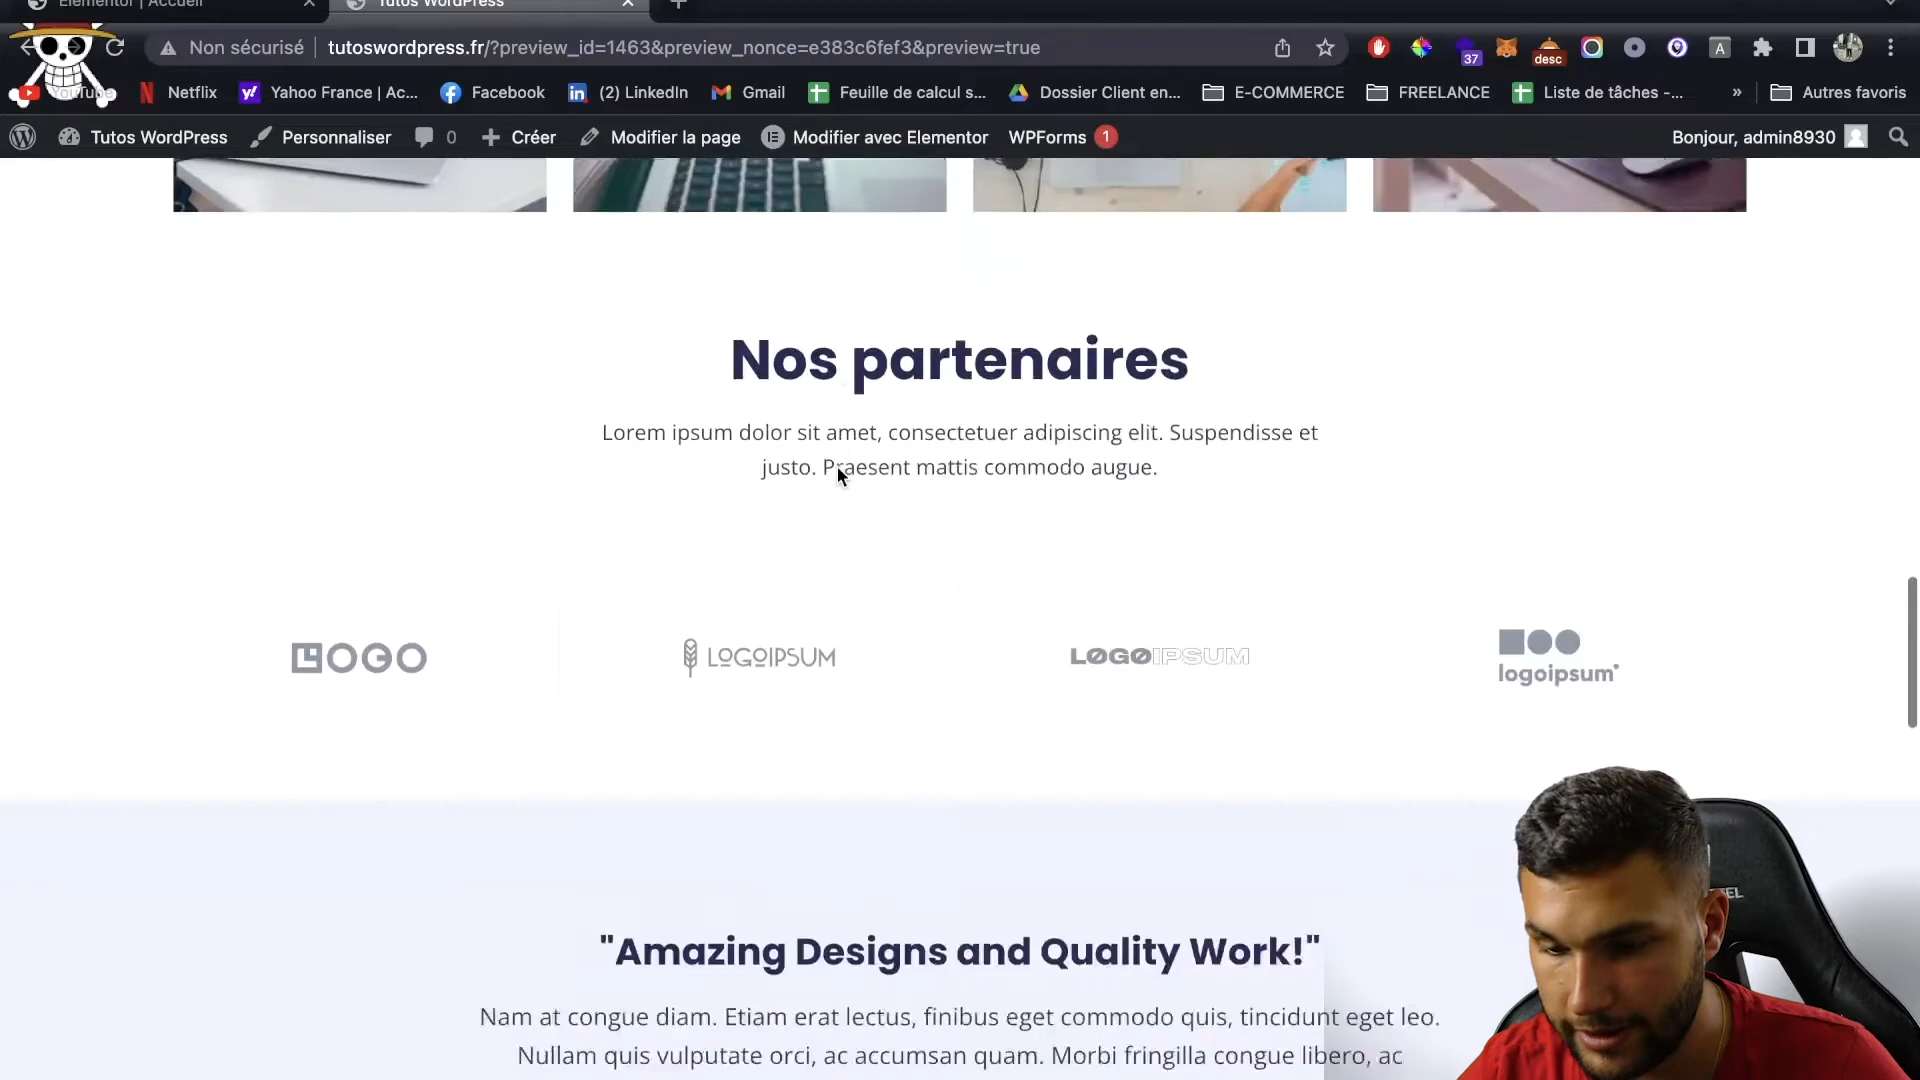 Elementor | Accueil
Tutos WordPress
Non sécurisé
tutoswordpress.fr/?preview_id=1463&preview_nonce=e383c6fef3&preview=true
37
desc
A
YouTube
Netflix
Yahoo France | Ac...
Facebook
(2) LinkedIn
Gmail
Feuille de calcul s...
Dossier Client en...
E-COMMERCE
FREELANCE
Liste de tâches -...
»
Autres favoris
Tutos WordPress
Personnaliser
0
Créer
Modifier la page
Modifier avec Elementor
WPForms 1
Bonjour, admin8930
Nos partenaires
Lorem ipsum dolor sit amet, consectetuer adipiscing elit. Suspendisse et
justo. Praesent mattis commodo augue.
LOGO
LOGOIPSUM
LOGOIPSUM
logoipsum
"Amazing Designs and Quality Work!"
Nam at congue diam. Etiam erat lectus, finibus eget commodo quis, tincidunt eget leo.
Nullam quis vulputate orci, ac accumsan quam. Morbi fringilla congue libero, ac